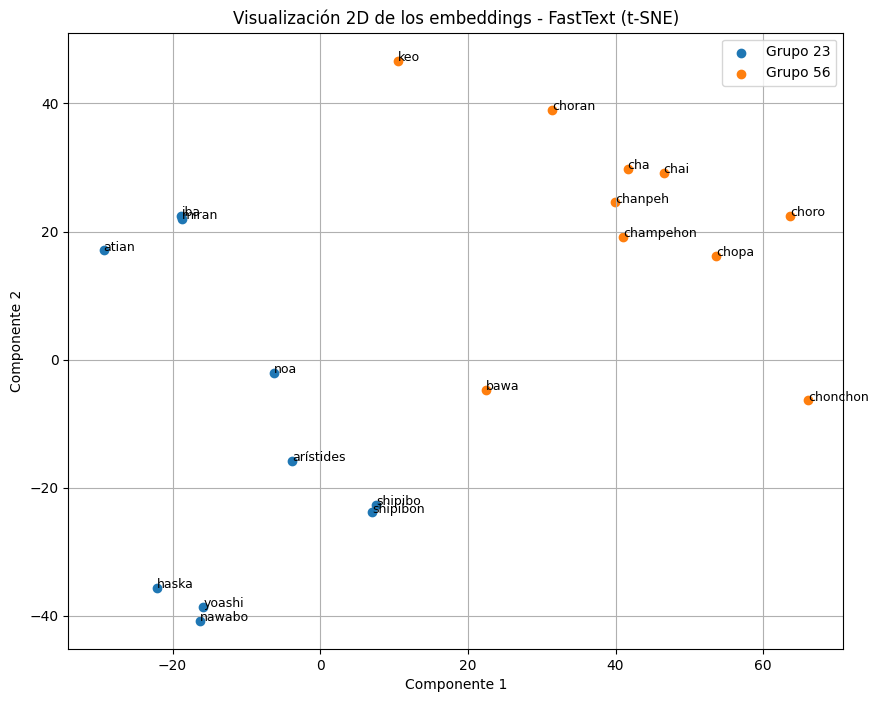 Visualización 2D de los embeddings - FastText (t-SNE)
Grupo 23
Grupo 56
keo
choran
cha
chai
chanpeh
choro
iba
miran
champehon
atian
chopa
noa
bawa
chonchon
arístides
shipibo
shipibon
haska
yoashi
nawabo
Componente 2
40
20
0
−20
−40
−20
0
20
40
60
Componente 1